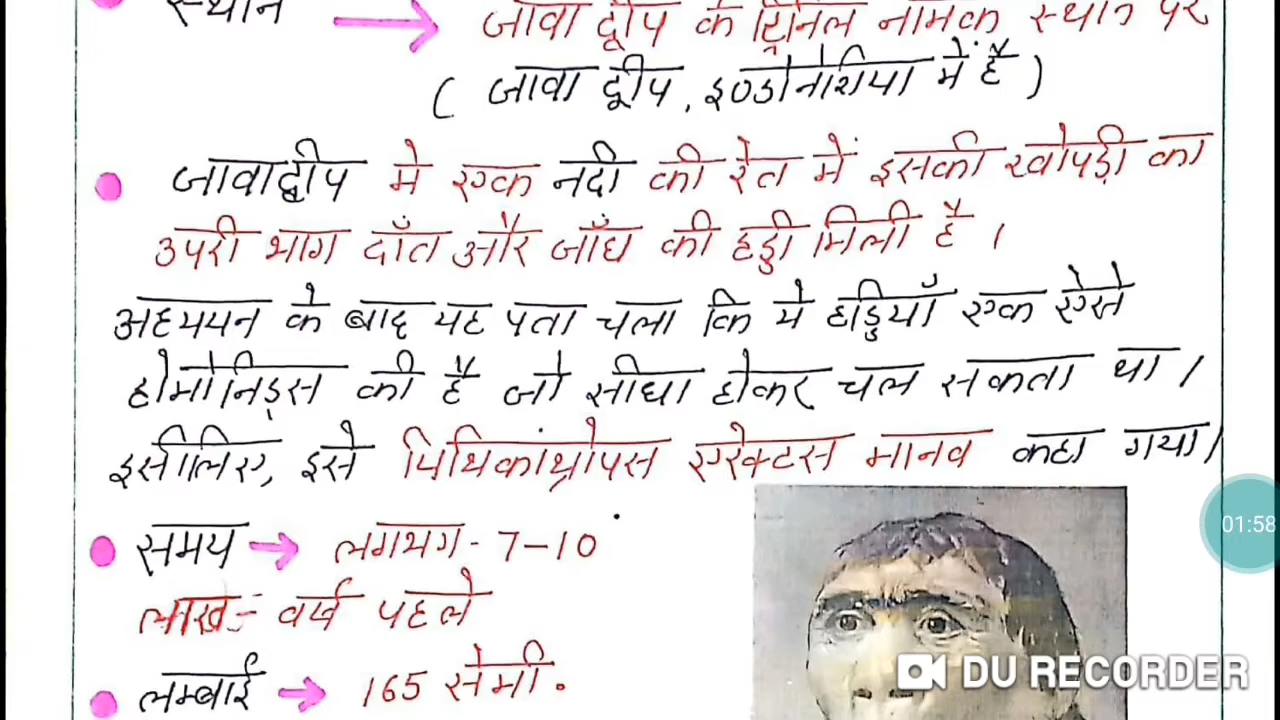 स्थान → जावा द्वीप के ट्रिनिल नामक स्थान पर
( जावा द्वीप, इण्डोनेशिया में है )
• जावाद्वीप मे एक नदी की रेत में इसकी खोपड़ी का
उपरी भाग दाँत और जाँघ की हड्डी मिली है ।
अध्ययन के बाद यह पता चला कि ये हड्डियाँ एक ऐसे
होमोनिड्स की है जो सीधा होकर चल सकता था ।
इसीलिए, इसे पिथिकांथ्रोपस एरेक्टस मानव कहा गया ।
• समय → लगभग - 7-10
लाख - वर्ष पहले
• लम्बाई → 165 सेमी.
01:58
DU RECORDER